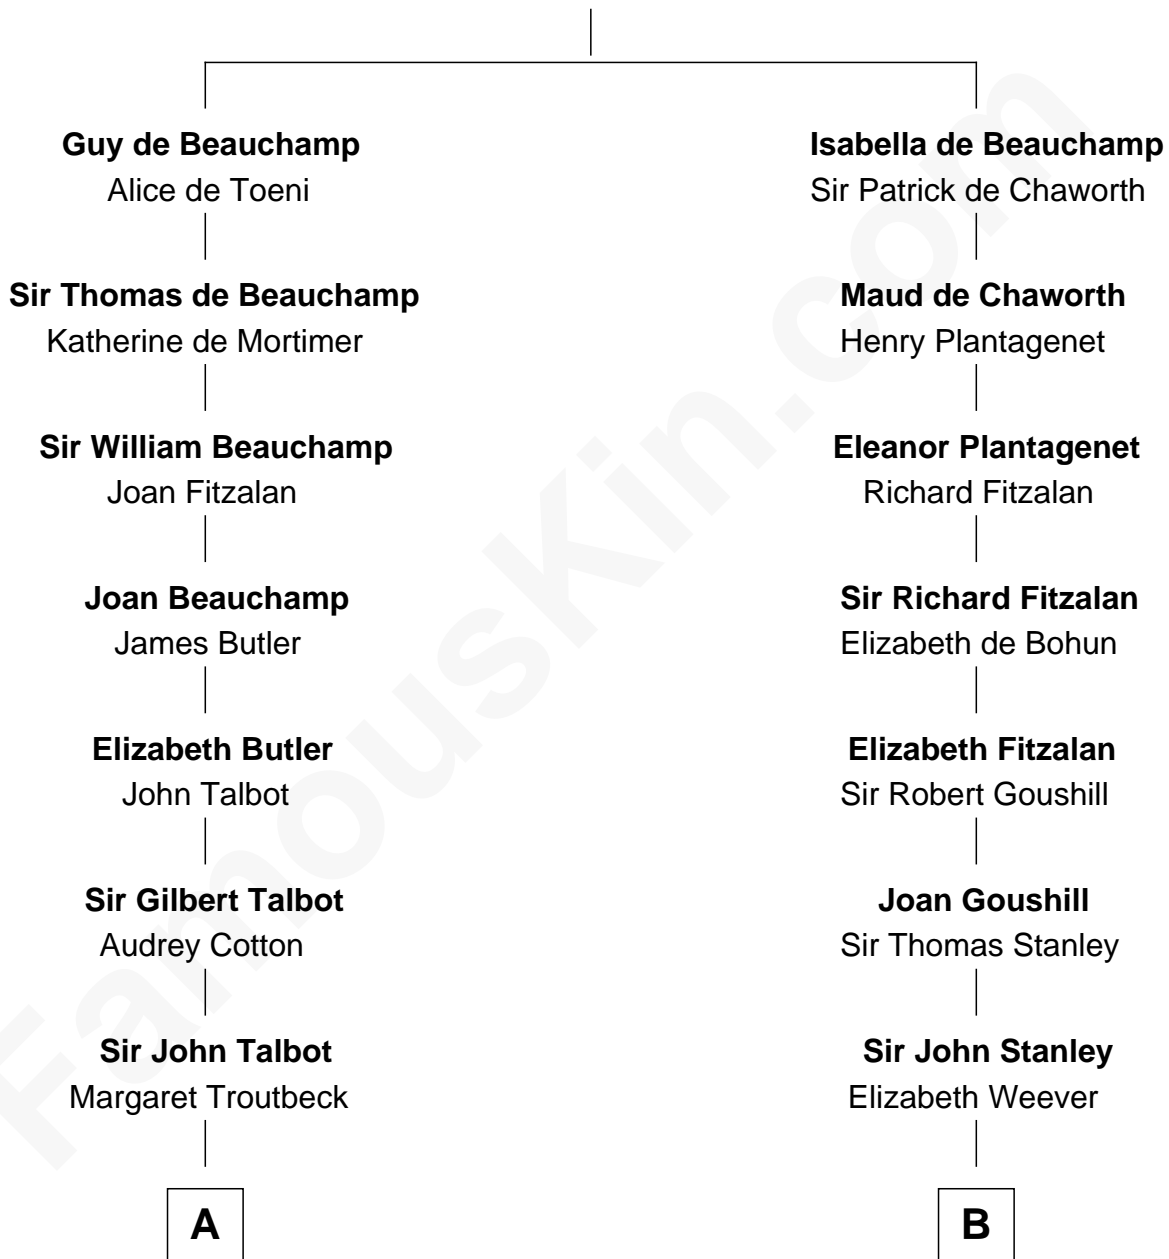 Guy de Beauchamp
Alice de Toeni
Isabella de Beauchamp
Sir Patrick de Chaworth
Sir Thomas de Beauchamp
Katherine de Mortimer
Maud de Chaworth
Henry Plantagenet
Sir William Beauchamp
Joan Fitzalan
Eleanor Plantagenet
Richard Fitzalan
Joan Beauchamp
James Butler
Sir Richard Fitzalan
Elizabeth de Bohun
Elizabeth Butler
John Talbot
Elizabeth Fitzalan
Sir Robert Goushill
Sir Gilbert Talbot
Audrey Cotton
Joan Goushill
Sir Thomas Stanley
Sir John Talbot
Margaret Troutbeck
Sir John Stanley
Elizabeth Weever
A
B
FamousKin.com